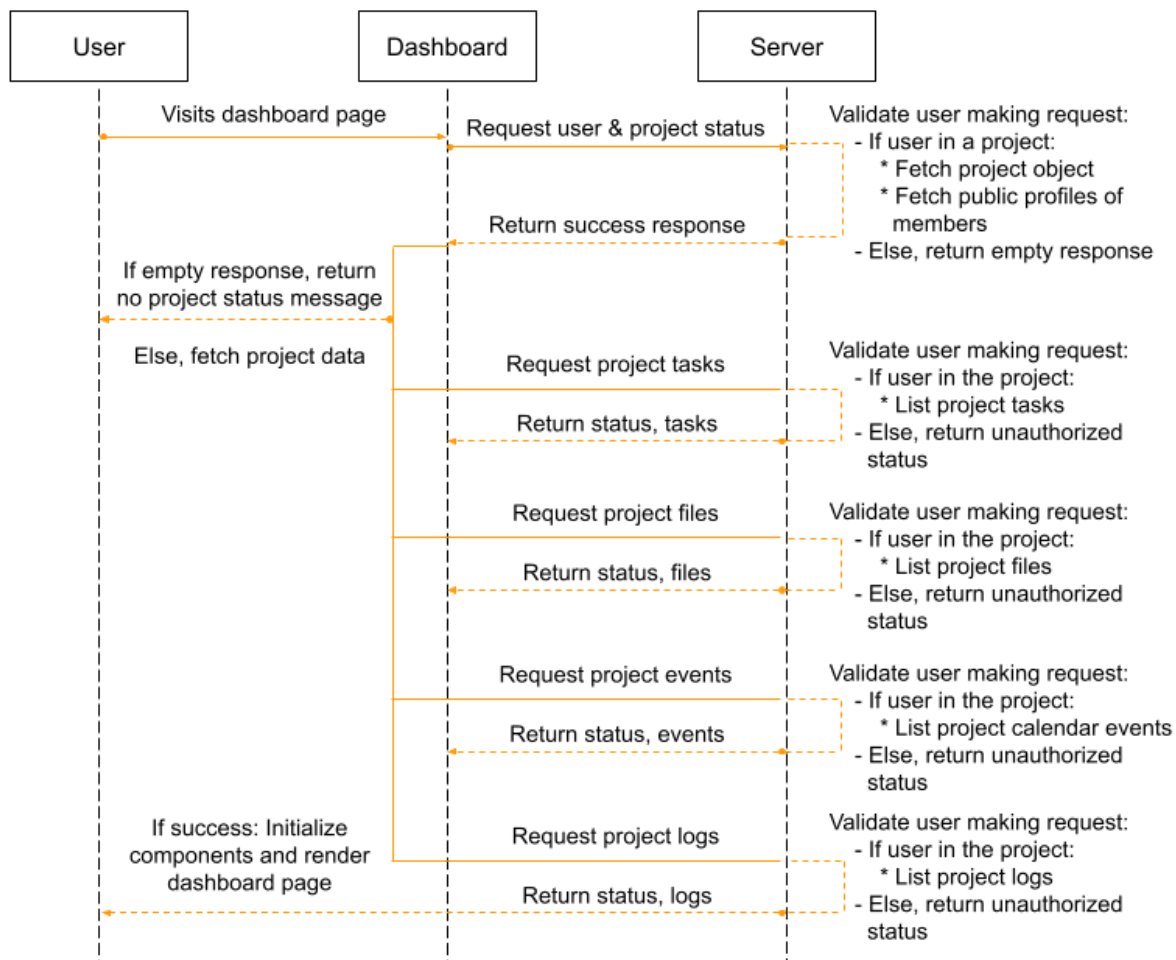 User
Dashboard
Server
Visits dashboard page
Request user & project status
Validate user making request:
- If user in a project:
* Fetch project object
* Fetch public profiles of
members
- Else, return empty response
Return success response
If empty response, return
no project status message
Else, fetch project data
Request project tasks
Validate user making request:
- If user in the project:
* List project tasks
- Else, return unauthorized
status
Return status, tasks
Request project files
Validate user making request:
- If user in the project:
* List project files
- Else, return unauthorized
status
Return status, files
Request project events
Validate user making request:
- If user in the project:
* List project calendar events
- Else, return unauthorized
status
Return status, events
If success: Initialize
components and render
dashboard page
Request project logs
Validate user making request:
- If user in the project:
* List project logs
- Else, return unauthorized
status
Return status, logs